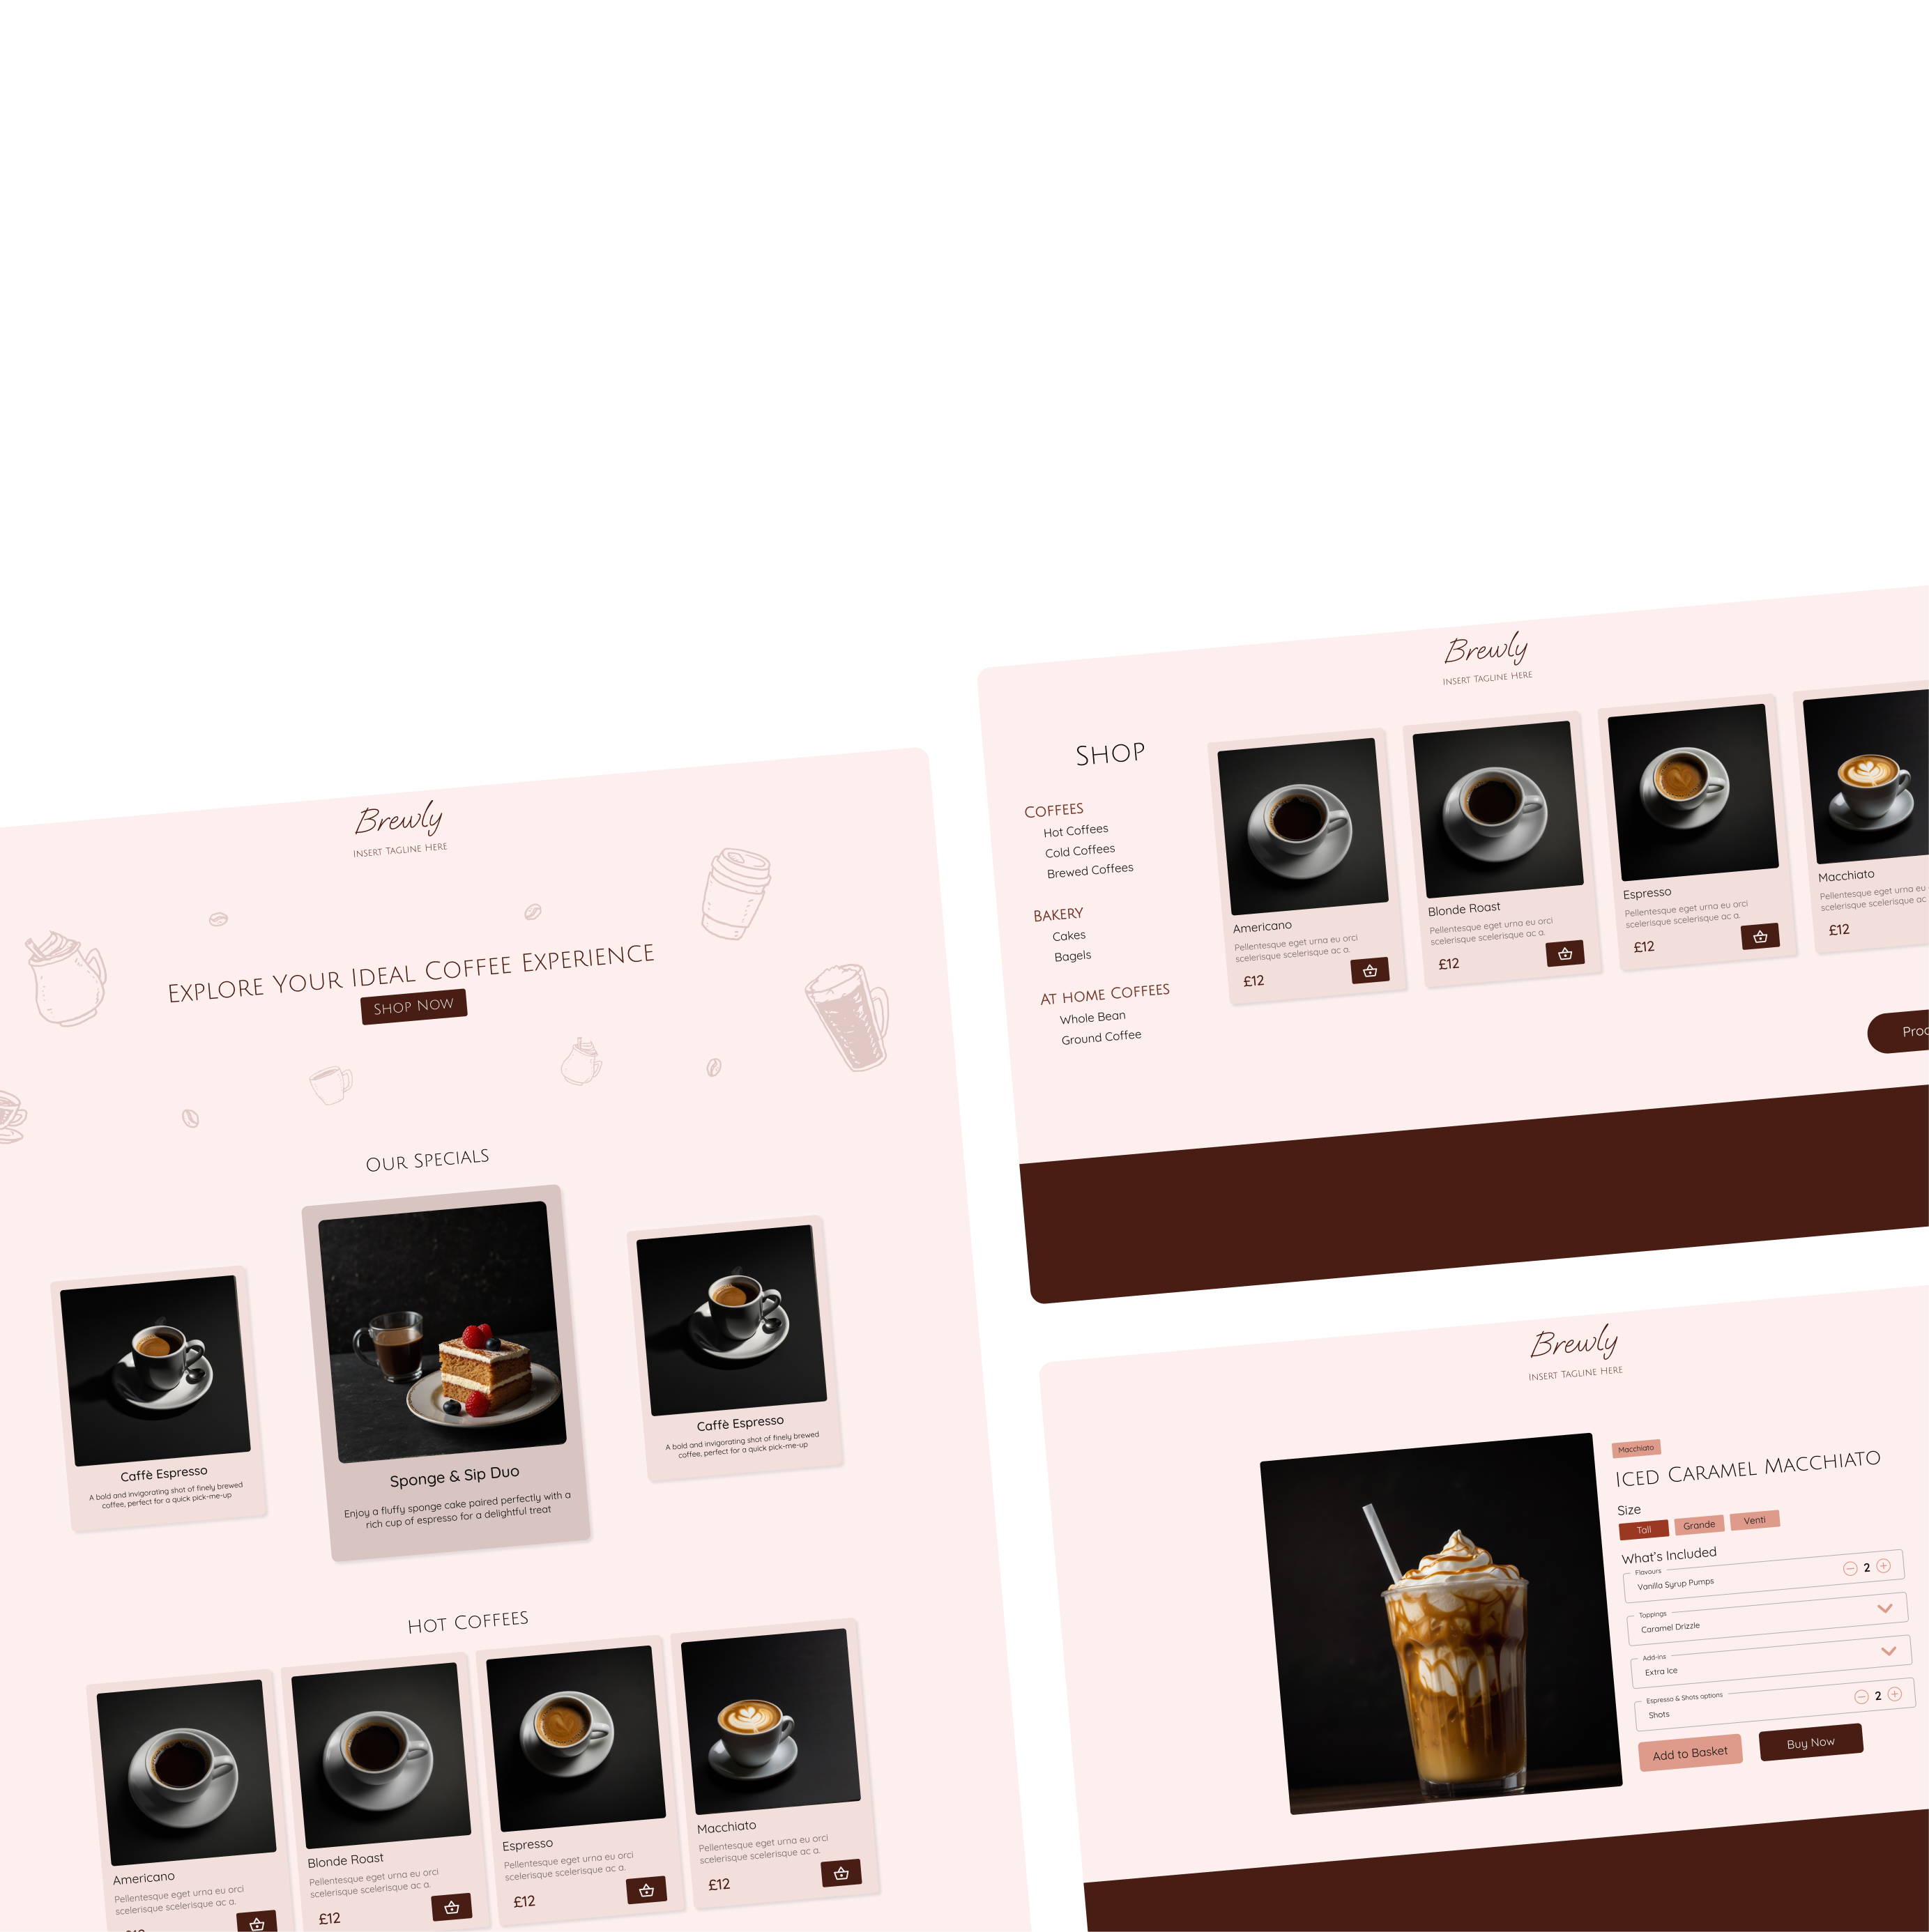 Brewly
INSERT TAGLINE HERE
EXPLORE YOUR IDEAL COFFEE EXPERIENCE
SHOP NOW
OUR SPECIALS
Caffè Espresso
A bold and invigorating shot of finely brewed
coffee, perfect for a quick pick-me-up
Sponge & Sip Duo
Enjoy a fluffy sponge cake paired perfectly with a
rich cup of espresso for a delightful treat
Caffè Espresso
A bold and invigorating shot of finely brewed
coffee, perfect for a quick pick-me-up
HOT COFFEES
Americano
Pellentesque eget urna eu orci
scelerisque scelerisque ac a.
Blonde Roast
Pellentesque eget urna eu orci
scelerisque scelerisque ac a.
£12
Espresso
Pellentesque eget urna eu orci
scelerisque scelerisque ac a.
£12
Macchiato
Pellentesque eget urna eu orci
scelerisque scelerisque ac a.
£12
Brewly
INSERT TAGLINE HERE
SHOP
COFFEES
Hot Coffees
Cold Coffees
Brewed Coffees
BAKERY
Cakes
Bagels
AT HOME COFFEES
Whole Bean
Ground Coffee
Americano
Pellentesque eget urna eu orci
scelerisque scelerisque ac a.
£12
Blonde Roast
Pellentesque eget urna eu orci
scelerisque scelerisque ac a.
£12
Espresso
Pellentesque eget urna eu orci
scelerisque scelerisque ac a.
£12
Macchiato
Pellentesque eget urna eu
scelerisque scelerisque ac
£12
Brewly
INSERT TAGLINE HERE
Macchiato
ICED CARAMEL MACCHIATO
Size
Tall Grande Venti
What's Included
Flavours
Vanilla Syrup Pumps 2
Toppings
Caramel Drizzle
Add-ins
Extra Ice
Espresso & Shots options
Shots 2
Add to Basket Buy Now